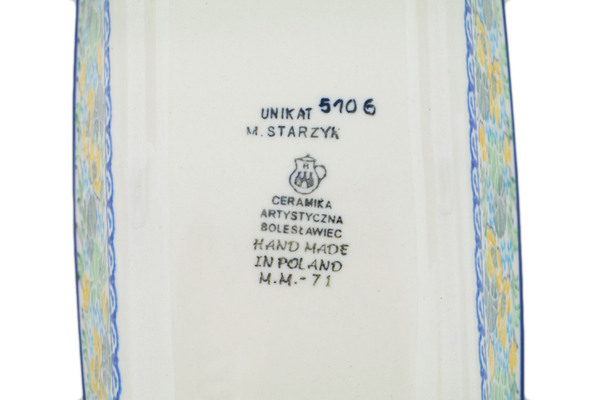 UNIKAT 5106
M. STARZYK
CERAMIKA
ARTYSTYCZNA
BOLESŁAWIEC
HAND MADE
IN POLAND
M.M.-71